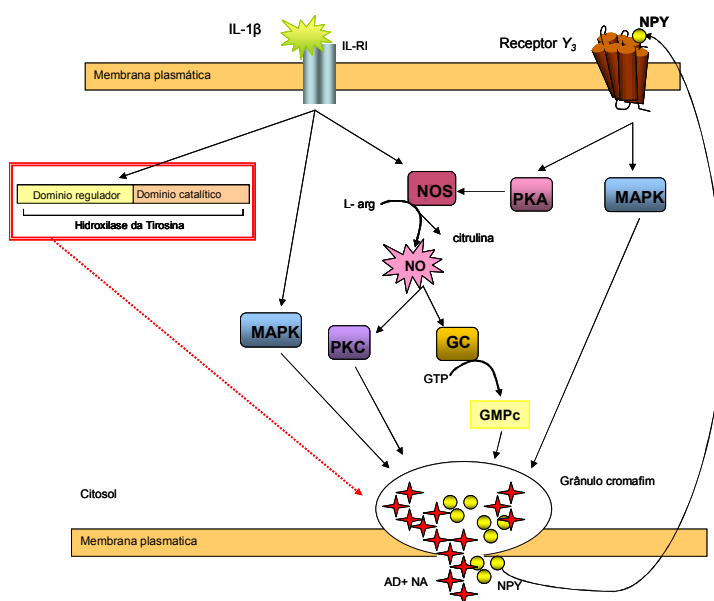 IL-1β
NPY
IL-RI
Receptor Y3
Membrana plasmática
Dominio regulador
Dominio catalítico
Hidroxilase da Tirosina
NOS
PKA
MAPK
L- arg
citrulina
NO
MAPK
PKC
GC
GTP
GMPc
Citosol
Grânulo cromafim
Membrana plasmatica
AD+ NA
NPY